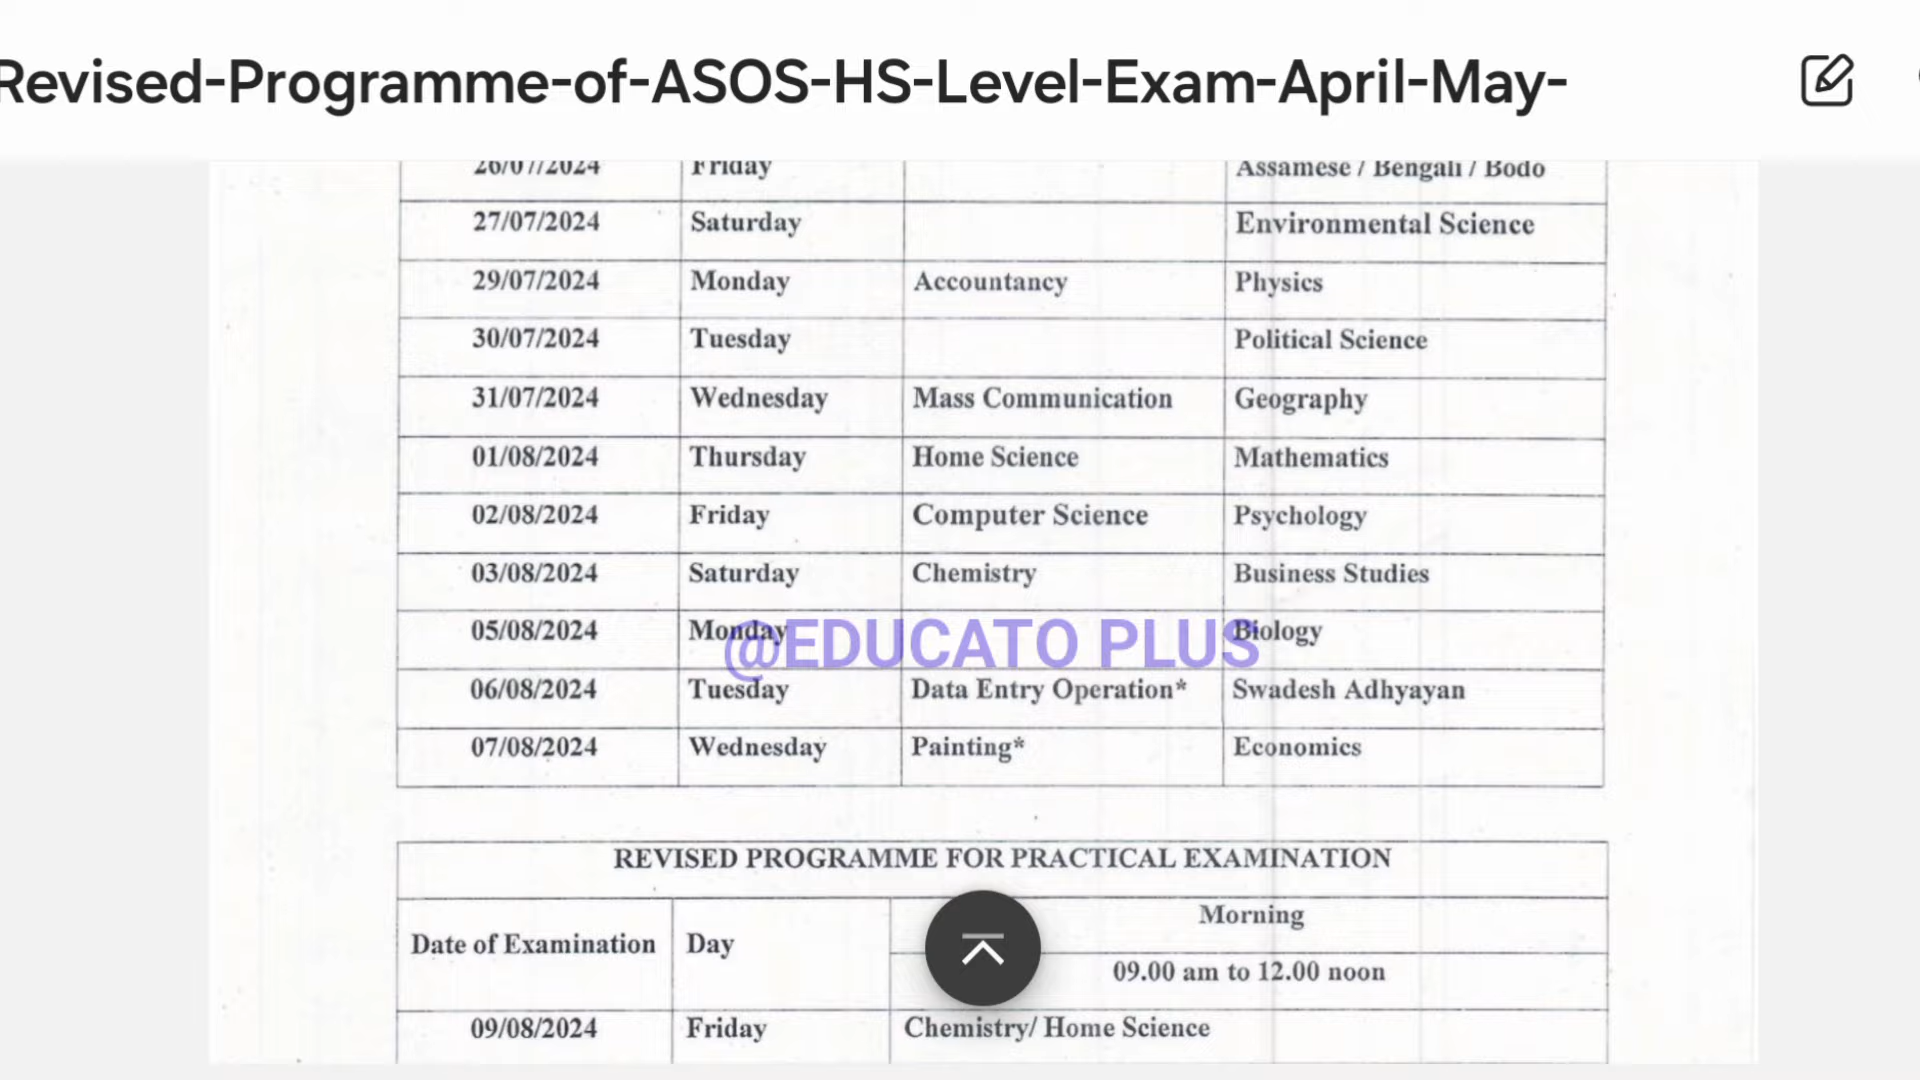 Revised-Programme-of-ASOS-HS-Level-Exam-April-May-
26/07/2024 Friday Assamese / Bengali / Bodo
27/07/2024 Saturday Environmental Science
29/07/2024 Monday Accountancy Physics
30/07/2024 Tuesday Political Science
31/07/2024 Wednesday Mass Communication Geography
01/08/2024 Thursday Home Science Mathematics
02/08/2024 Friday Computer Science Psychology
03/08/2024 Saturday Chemistry Business Studies
05/08/2024 Monday Biology
@EDUCATO PLUS
06/08/2024 Tuesday Data Entry Operation* Swadesh Adhyayan
07/08/2024 Wednesday Painting* Economics
REVISED PROGRAMME FOR PRACTICAL EXAMINATION
Morning
Date of Examination Day
09.00 am to 12.00 noon
09/08/2024 Friday Chemistry/ Home Science